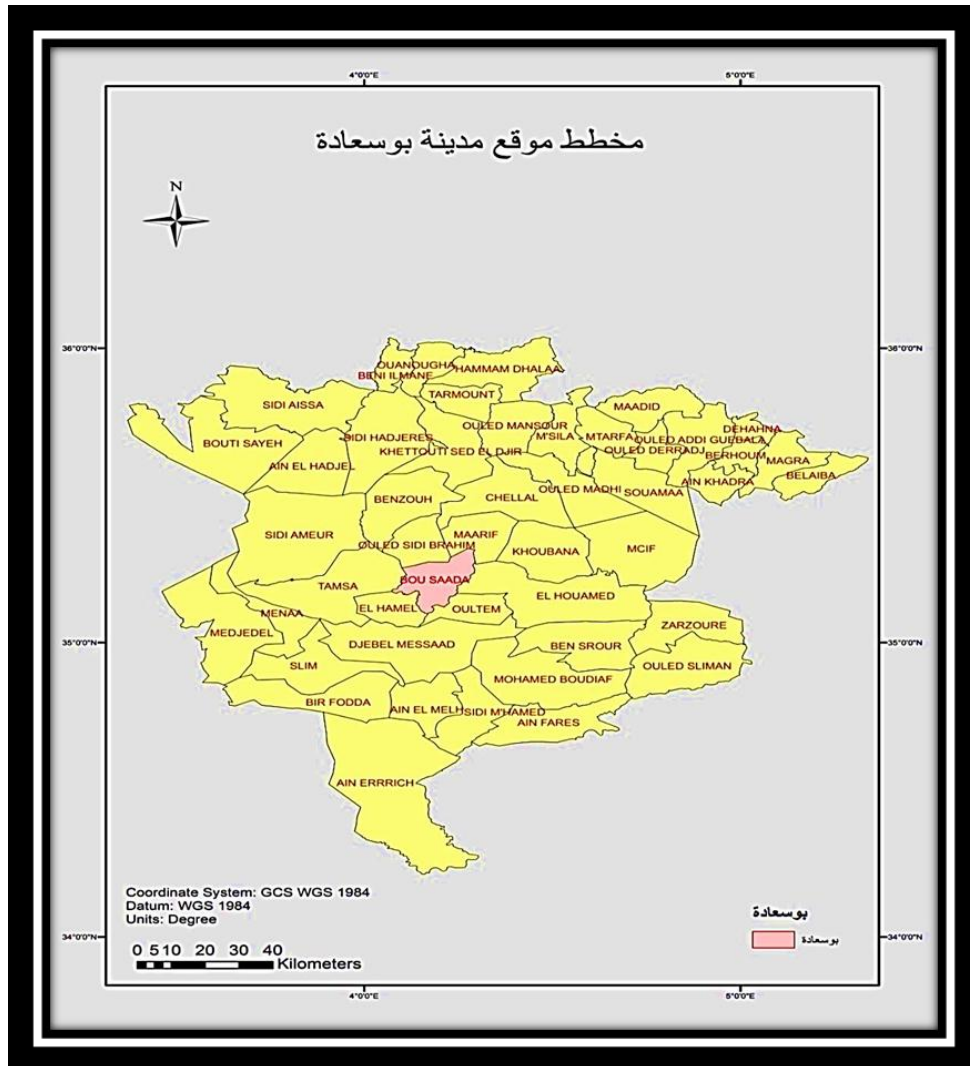 4°0'0"E
5°0'0"E
مخطط موقع مدينة بوسعادة
N
36°0'0"N
36°0'0"N
OUANOUGHA
HAMMAM DHALAA
BENI ILMANE
TARMOUNT
SIDI AISSA
MAADID
OULED MANSOUR
DEHAHNA
BOUTI SAYEH
SIDI HADJERES
M'SILA
MTARFA
OULED ADDI GUEBALA
KHETTOUTI SED EL DJIR
OULED DERRADJ
BERHOUM
MAGRA
AIN EL HADJEL
BELAIBA
AIN KHADRA
BENZOUH
CHELLAL
OULED MADHI
SOUAMAA
SIDI AMEUR
MAARIF
OULED SIDI BRAHIM
KHOUBANA
MCIF
BOU SAADA
TAMSA
EL HOUAMED
EL HAMEL
OULTEM
MENAA
ZARZOURE
MEDJEDEL
35°0'0"N
35°0'0"N
DJEBEL MESSAAD
BEN SROUR
SLIM
OULED SLIMAN
MOHAMED BOUDIAF
BIR FODDA
AIN EL MELH
SIDI M'HAMED
AIN FARES
AIN ERRRICH
Coordinate System: GCS WGS 1984
Datum: WGS 1984
Units: Degree
بوسعادة
بوسعادة
34°0'0"N
34°0'0"N
0 5 10 20 30 40
Kilometers
4°0'0"E
5°0'0"E